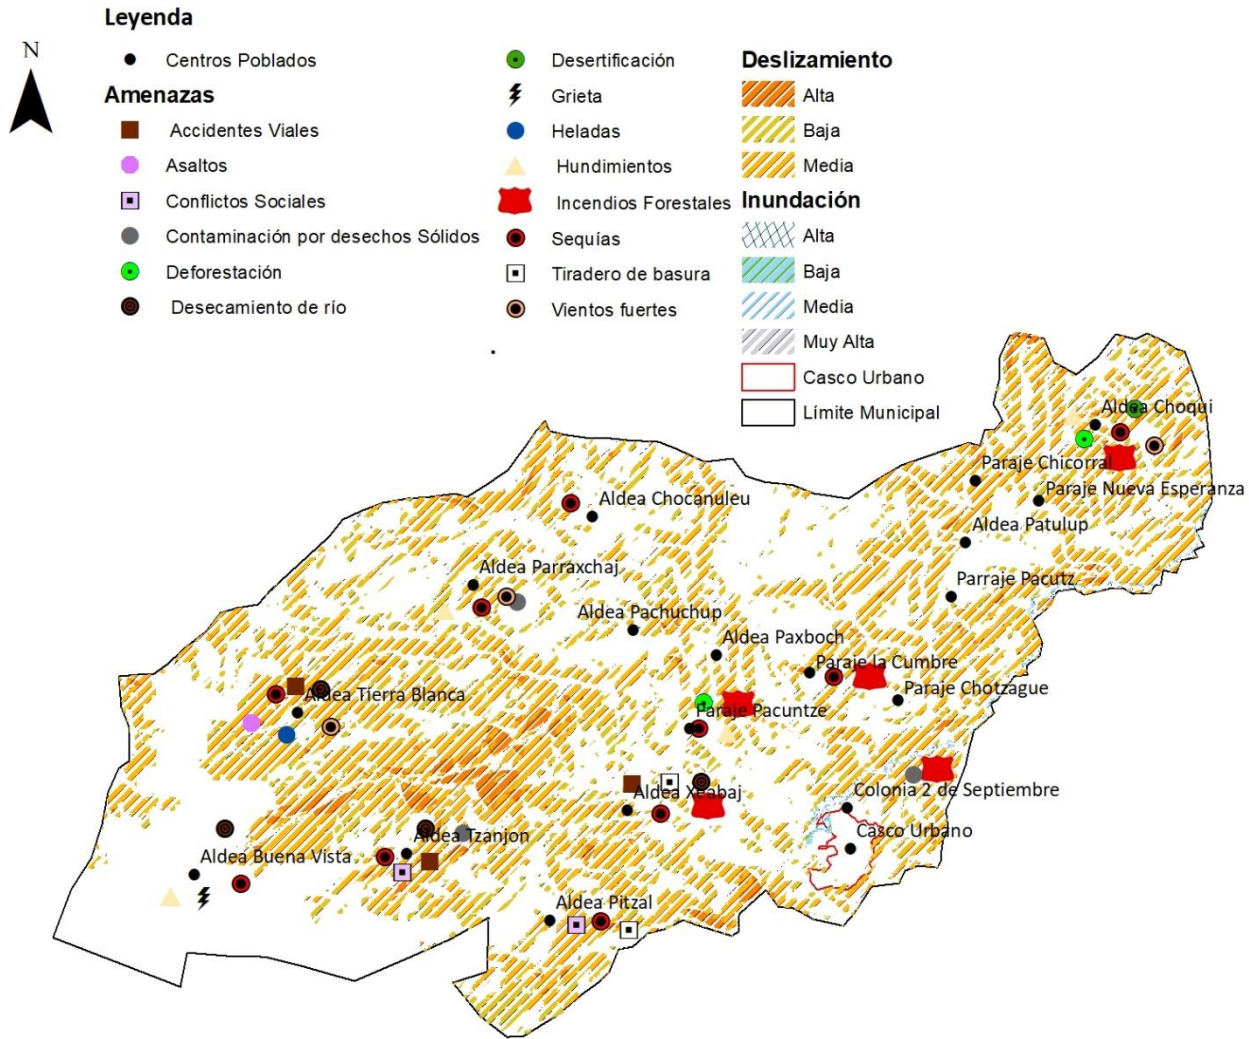 Leyenda
N
Centros Poblados
Amenazas
Accidentes Viales
Asaltos
Conflictos Sociales
Contaminación por desechos Sólidos
Deforestación
Desecamiento de río
Desertificación
Grieta
Heladas
Hundimientos
Incendios Forestales
Sequías
Tiradero de basura
Vientos fuertes
Deslizamiento
Alta
Baja
Media
Inundación
Alta
Baja
Media
Muy Alta
Casco Urbano
Límite Municipal
Aldea Choqui
Paraje Chicorral
Paraje Nueva Esperanza
Aldea Chocanuleu
Aldea Patulup
Aldea Parraxchaj
Parraje Pacutz
Aldea Pachuchup
Aldea Paxboch
Paraje la Cumbre
Aldea Tierra Blanca
Paraje Chotzague
Paraje Pacuntze
Aldea Xeabaj
Colonia 2 de Septiembre
Casco Urbano
Aldea Tzanjon
Aldea Buena Vista
Aldea Pitzal